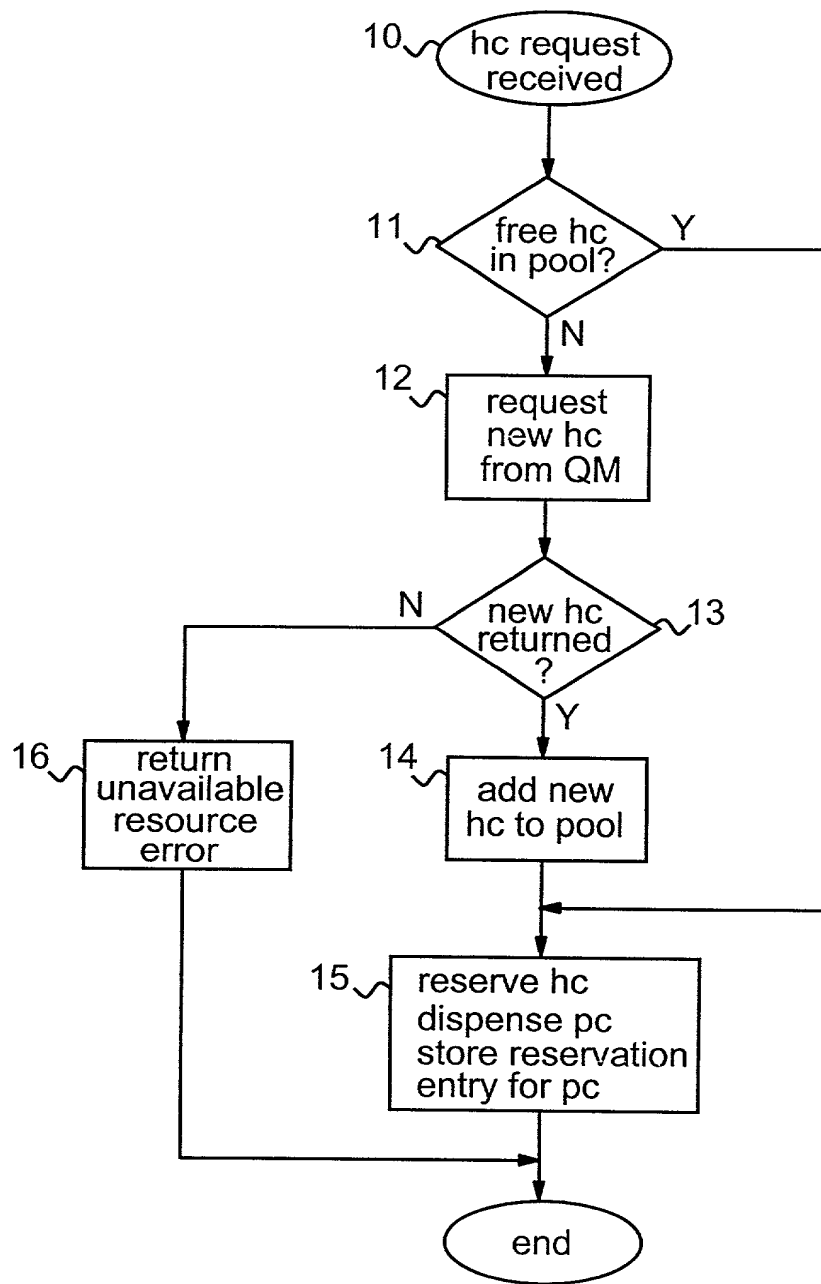 10
hc request
received
11
free hc
in pool?
Y
N
12
request
new hc
from QM
N
new hc
returned
?
13
Y
16
return
unavailable
resource
error
14
add new
hc to pool
15
reserve hc
dispense pc
store reservation
entry for pc
end